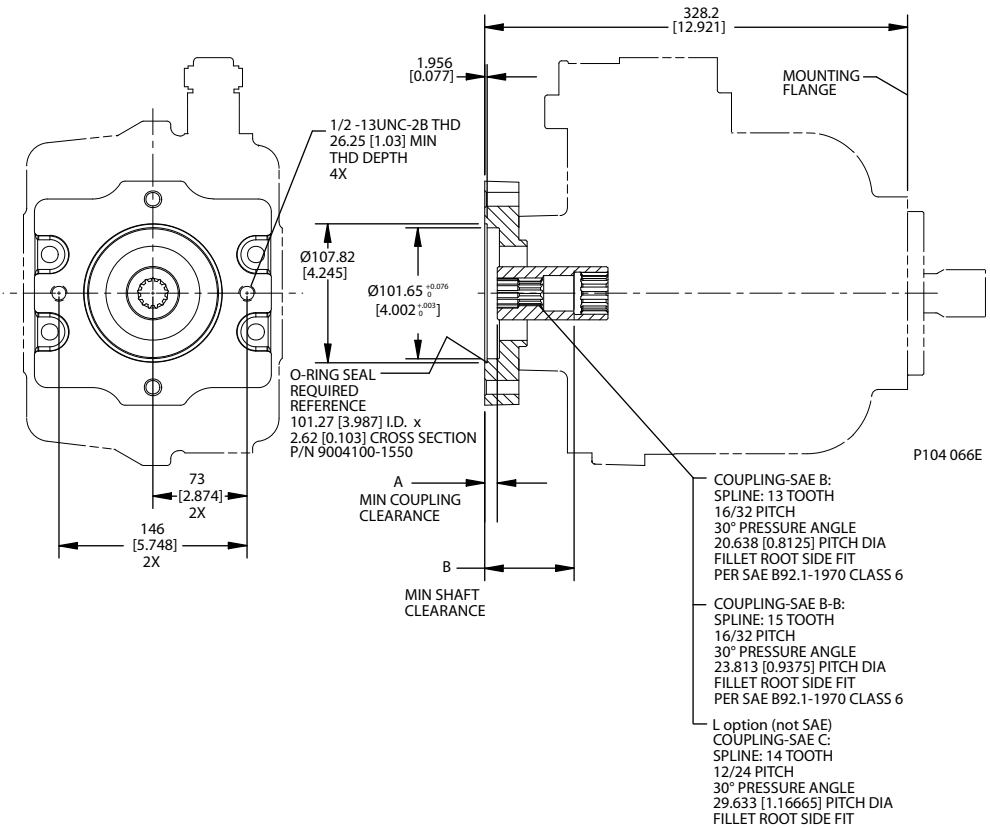 328.2
[12.921]
1.956
[0.077]
MOUNTING
FLANGE
1/2 -13UNC-2B THD
26.25 [1.03] MIN
THD DEPTH
4X
Ø107.82
[4.245]
Ø101.65 +0.076 0
[4.002 +.003 0]
O-RING SEAL
REQUIRED
REFERENCE
101.27 [3.987] I.D. x
2.62 [0.103] CROSS SECTION
P/N 9004100-1550
P104 066E
73
[2.874]
2X
146
[5.748]
2X
A
MIN COUPLING
CLEARANCE
B
MIN SHAFT
CLEARANCE
COUPLING-SAE B:
SPLINE: 13 TOOTH
16/32 PITCH
30° PRESSURE ANGLE
20.638 [0.8125] PITCH DIA
FILLET ROOT SIDE FIT
PER SAE B92.1-1970 CLASS 6
COUPLING-SAE B-B:
SPLINE: 15 TOOTH
16/32 PITCH
30° PRESSURE ANGLE
23.813 [0.9375] PITCH DIA
FILLET ROOT SIDE FIT
PER SAE B92.1-1970 CLASS 6
L option (not SAE)
COUPLING-SAE C:
SPLINE: 14 TOOTH
12/24 PITCH
30° PRESSURE ANGLE
29.633 [1.16665] PITCH DIA
FILLET ROOT SIDE FIT